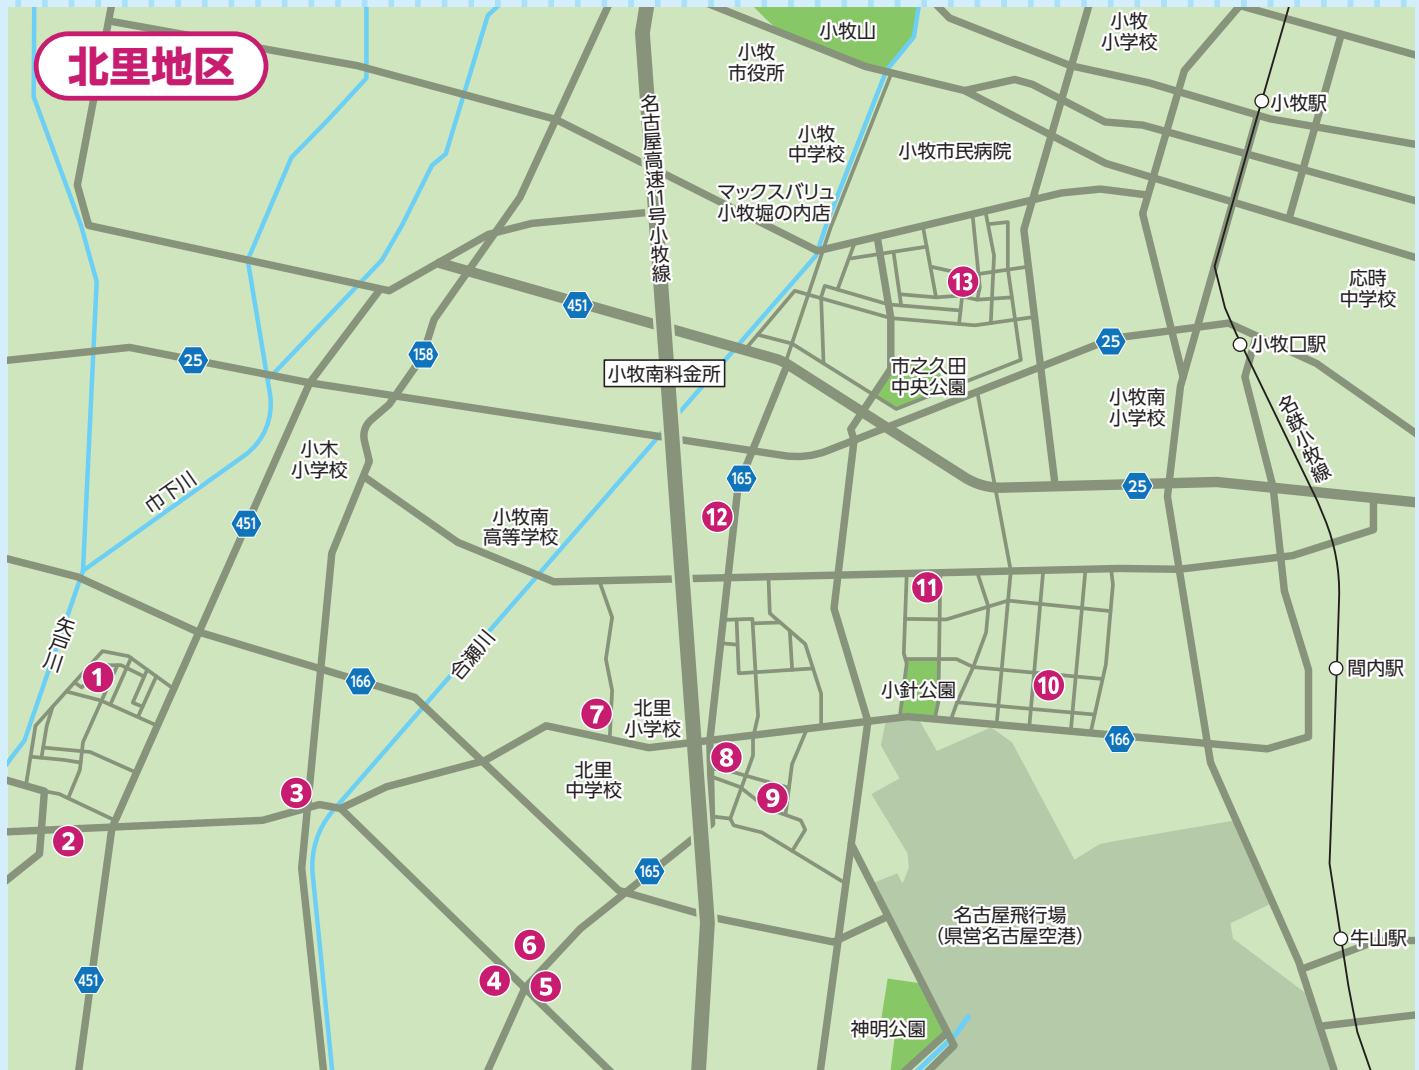 北里地区
小牧山
小牧
市役所
小牧
小学校
小牧駅
小牧
中学校
小牧市民病院
マックスバリュ
小牧堀の内店
名古屋高速11号小牧線
13
応時
中学校
451
25
158
25
小牧口駅
小牧南料金所
市之久田
中央公園
小牧南
小学校
名鉄小牧線
小木
小学校
巾下川
165
25
12
451
小牧南
高等学校
11
矢戸川
合瀬川
1
166
間内駅
10
小針公園
7
北里
小学校
166
8
北里
中学校
3
9
2
165
名古屋飛行場
(県営名古屋空港)
牛山駅
6
4
5
451
神明公園